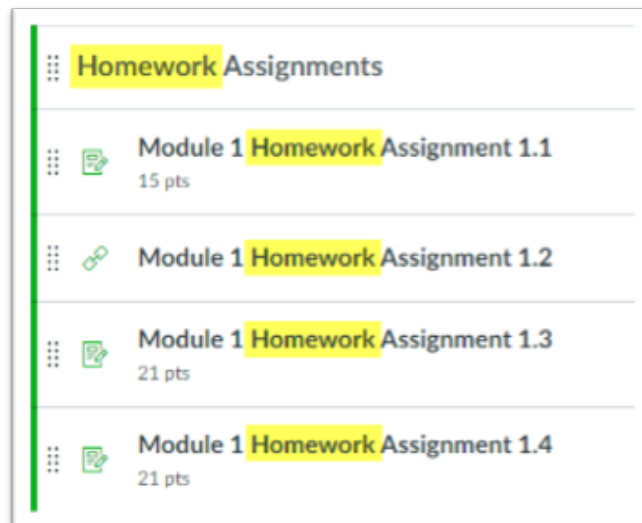 Homework Assignments
Module 1 Homework Assignment 1.1
15 pts
Module 1 Homework Assignment 1.2
Module 1 Homework Assignment 1.3
21 pts
Module 1 Homework Assignment 1.4
21 pts